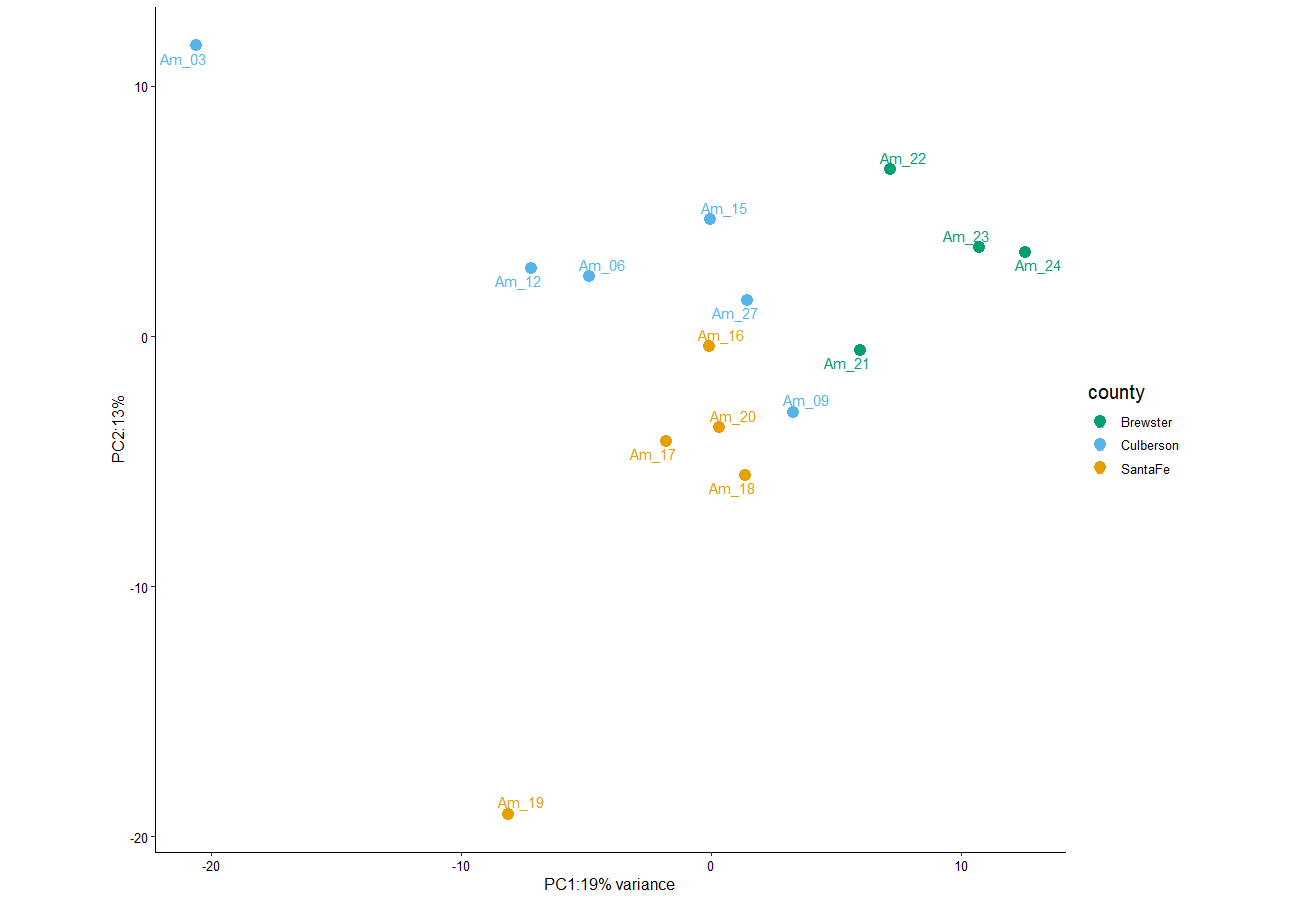 Am_03
10
Am_22
Am_15
Am_23
Am_06
Am_24
Am_12
Am_27
Am_16
0
Am_21
county
Am_09
Am_20
Brewster
PC2:13%
Culberson
Am_17
SantaFe
Am_18
-10
Am_19
-20
-20 -10 0 10
PC1:19% variance